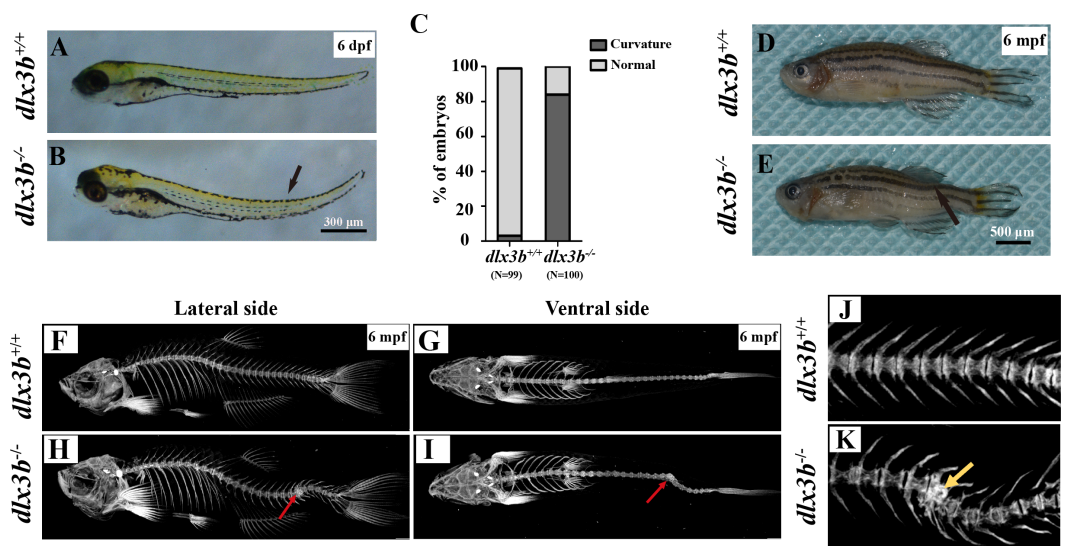 dlx3b+/+
A
6 dpf
dlx3b-/-
B
300 µm
C
Curvature
Normal
% of embryos
100
80
60
40
20
0
dlx3b+/+
(N=99)
dlx3b-/-
(N=100)
dlx3b+/+
D
6 mpf
dlx3b-/-
E
500 µm
Lateral side
Ventral side
dlx3b+/+
F
6 mpf
G
6 mpf
dlx3b-/-
H
I
dlx3b+/+
J
dlx3b-/-
K